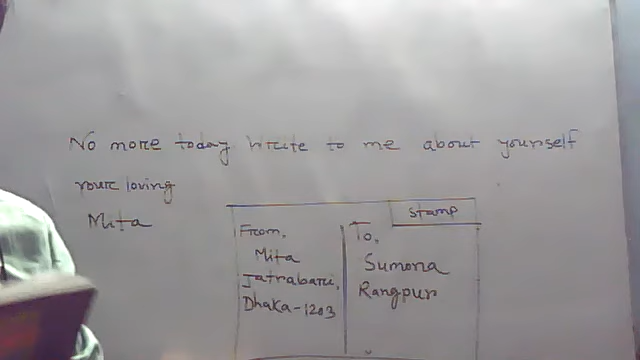 No more today write to me about yourself
your loving
Mita
stamp
From,
Mita
Jatrabari,
Dhaka-1203
To,
Sumona
Rangpur